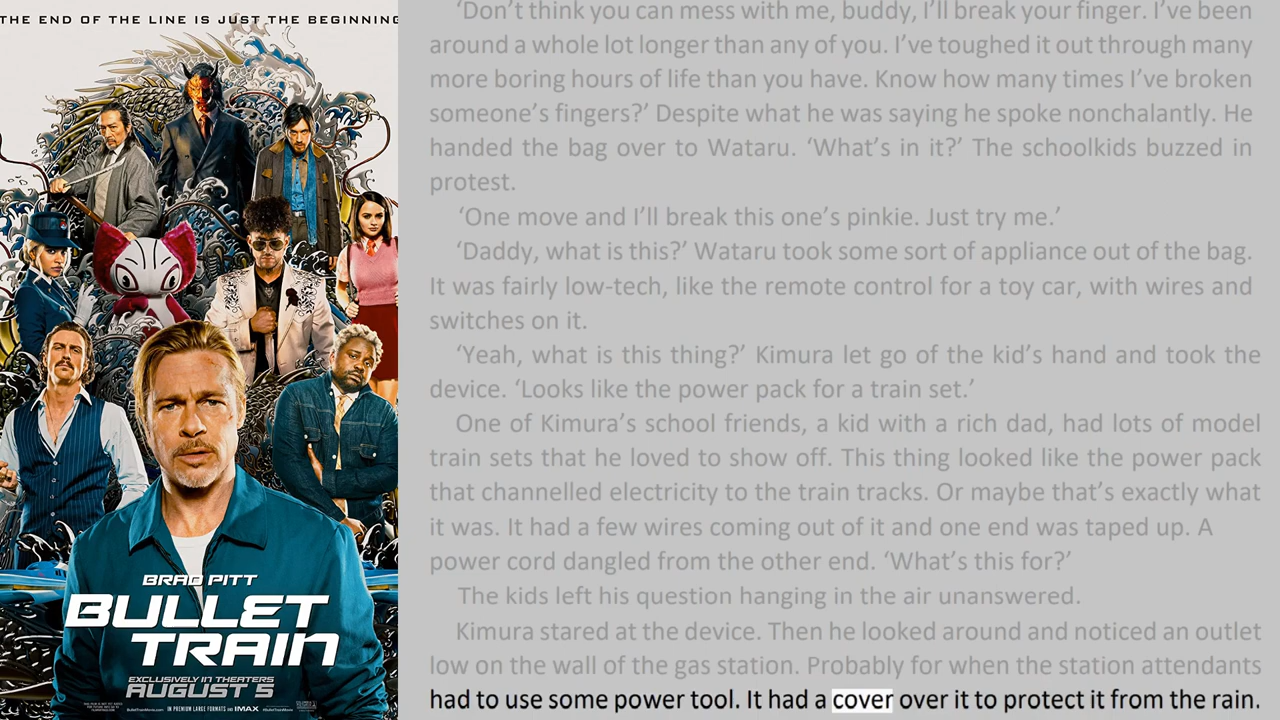 THE END OF THE LINE IS JUST THE BEGINNING
BRAD PITT
BULLET
TRAIN
EXCLUSIVELY IN THEATERS
AUGUST 5
BulletTrainMovie.com
IN PREMIUM LARGE FORMATS AND IMAX
#BulletTrainMovie
‘Don’t think you can mess with me, buddy, I’ll break your finger. I’ve been
around a whole lot longer than any of you. I’ve toughed it out through many
more boring hours of life than you have. Know how many times I’ve broken
someone’s fingers?’ Despite what he was saying he spoke nonchalantly. He
handed the bag over to Wataru. ‘What’s in it?’ The schoolkids buzzed in
protest.
‘One move and I’ll break this one’s pinkie. Just try me.’
‘Daddy, what is this?’ Wataru took some sort of appliance out of the bag.
It was fairly low-tech, like the remote control for a toy car, with wires and
switches on it.
‘Yeah, what is this thing?’ Kimura let go of the kid’s hand and took the
device. ‘Looks like the power pack for a train set.’
One of Kimura’s school friends, a kid with a rich dad, had lots of model
train sets that he loved to show off. This thing looked like the power pack
that channelled electricity to the train tracks. Or maybe that’s exactly what
it was. It had a few wires coming out of it and one end was taped up. A
power cord dangled from the other end. ‘What’s this for?’
The kids left his question hanging in the air unanswered.
Kimura stared at the device. Then he looked around and noticed an outlet
low on the wall of the gas station. Probably for when the station attendants
had to use some power tool. It had a cover over it to protect it from the rain.